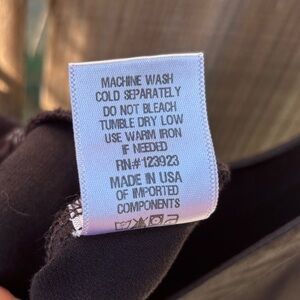 MACHINE WASH
COLD SEPARATELY
DO NOT BLEACH
TUMBLE DRY LOW
USE WARM IRON
IF NEEDED
RN#123923
MADE IN USA
OF IMPORTED
COMPONENTS